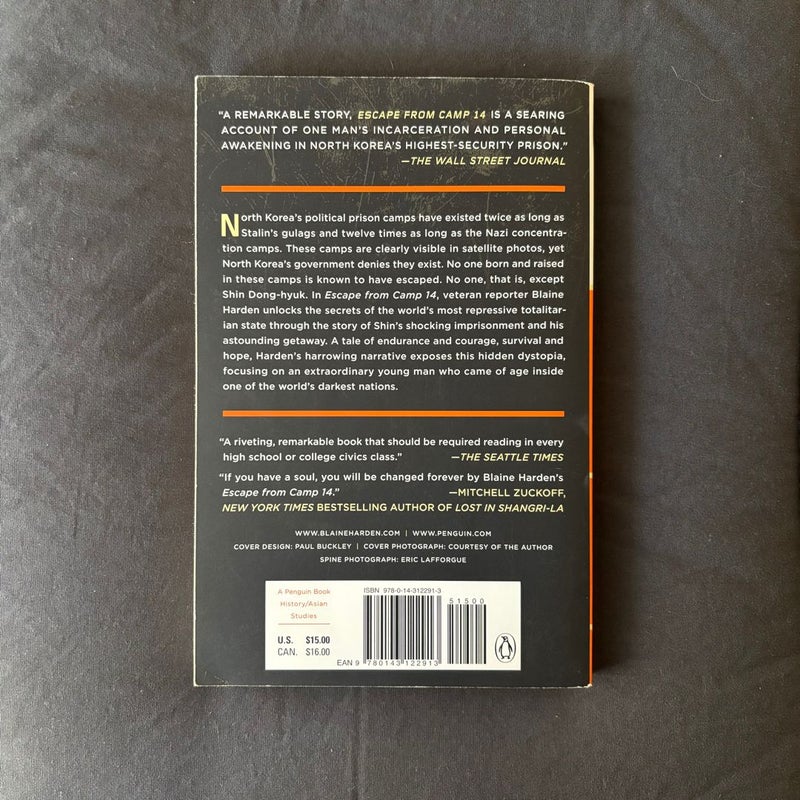 “A REMARKABLE STORY, ESCAPE FROM CAMP 14 IS A SEARING
ACCOUNT OF ONE MAN’S INCARCERATION AND PERSONAL
AWAKENING IN NORTH KOREA’S HIGHEST-SECURITY PRISON.”
—THE WALL STREET JOURNAL
North Korea’s political prison camps have existed twice as long as
Stalin’s gulags and twelve times as long as the Nazi concentra-
tion camps. These camps are clearly visible in satellite photos, yet
North Korea’s government denies they exist. No one born and raised
in these camps is known to have escaped. No one, that is, except
Shin Dong-hyuk. In Escape from Camp 14, veteran reporter Blaine
Harden unlocks the secrets of the world’s most repressive totalitar-
ian state through the story of Shin’s shocking imprisonment and his
astounding getaway. A tale of endurance and courage, survival and
hope, Harden’s harrowing narrative exposes this hidden dystopia,
focusing on an extraordinary young man who came of age inside
one of the world’s darkest nations.
“A riveting, remarkable book that should be required reading in every
high school or college civics class.” —THE SEATTLE TIMES
“If you have a soul, you will be changed forever by Blaine Harden’s
Escape from Camp 14.” —MITCHELL ZUCKOFF,
NEW YORK TIMES BESTSELLING AUTHOR OF LOST IN SHANGRI-LA
WWW.BLAINEHARDEN.COM | WWW.PENGUIN.COM
COVER DESIGN: PAUL BUCKLEY | COVER PHOTOGRAPH: COURTESY OF THE AUTHOR
SPINE PHOTOGRAPH: ERIC LAFFORGUE
A Penguin Book
History/Asian
Studies
U.S. $15.00
CAN. $16.00
ISBN 978-0-14-312291-3
51500
EAN 9 780143 122913